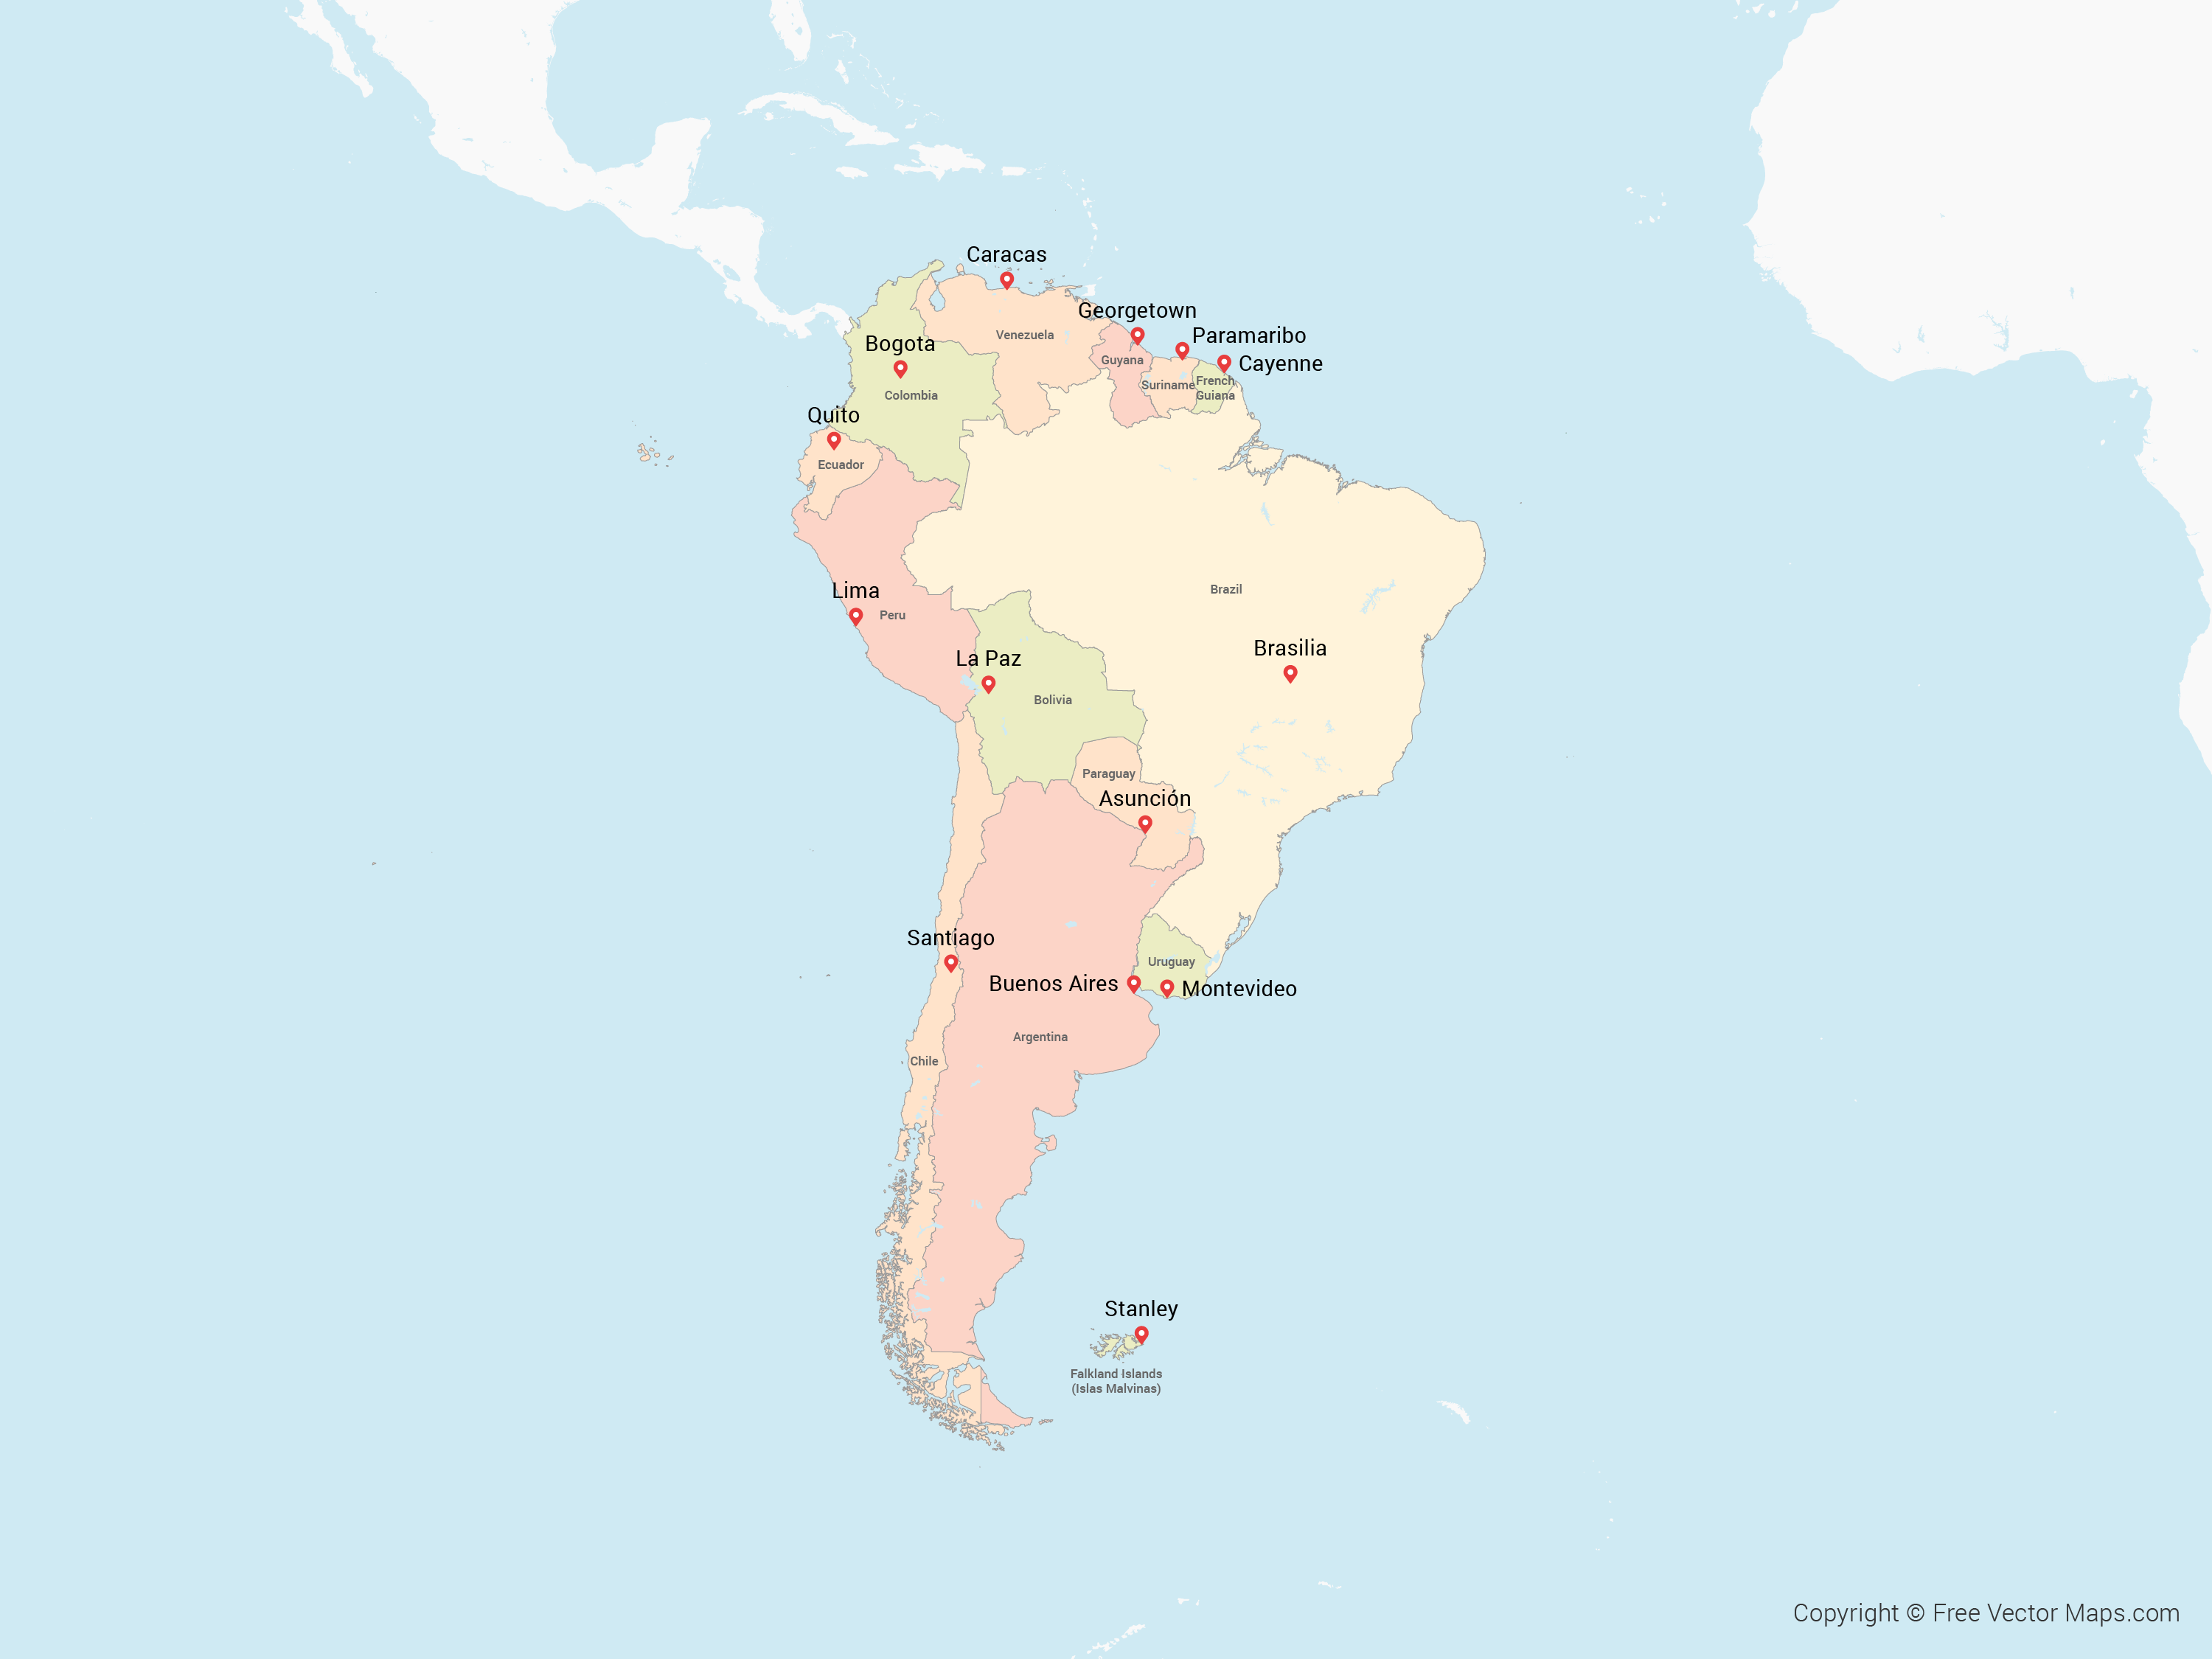 Caracas
Georgetown
Venezuela
Paramaribo
Bogota
Guyana
Cayenne
Colombia
Suriname
French
Guiana
Quito
Ecuador
Brazil
Lima
Peru
Brasilia
La Paz
Bolivia
Paraguay
Asunción
Santiago
Uruguay
Buenos Aires
Montevideo
Argentina
Chile
Stanley
Falkland Islands
(Islas Malvinas)
Copyright © Free Vector Maps.com